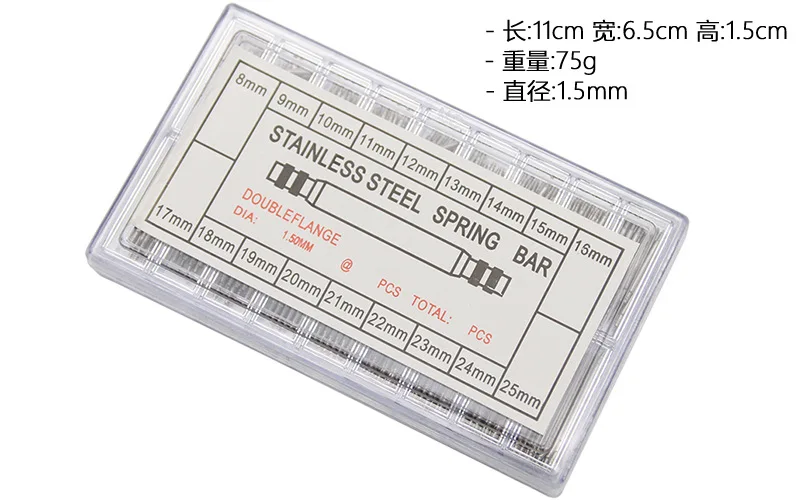 - 长:11cm 宽:6.5cm 高:1.5cm
- 重量:75g
- 直径:1.5mm
8mm 9mm 10mm 11mm 12mm 13mm 14mm 15mm 16mm
STAINLESS STEEL SPRING BAR
DOUBLEFLANGE
DIA: 1.50MM @ PCS TOTAL: PCS
17mm 18mm 19mm 20mm 21mm 22mm 23mm 24mm 25mm